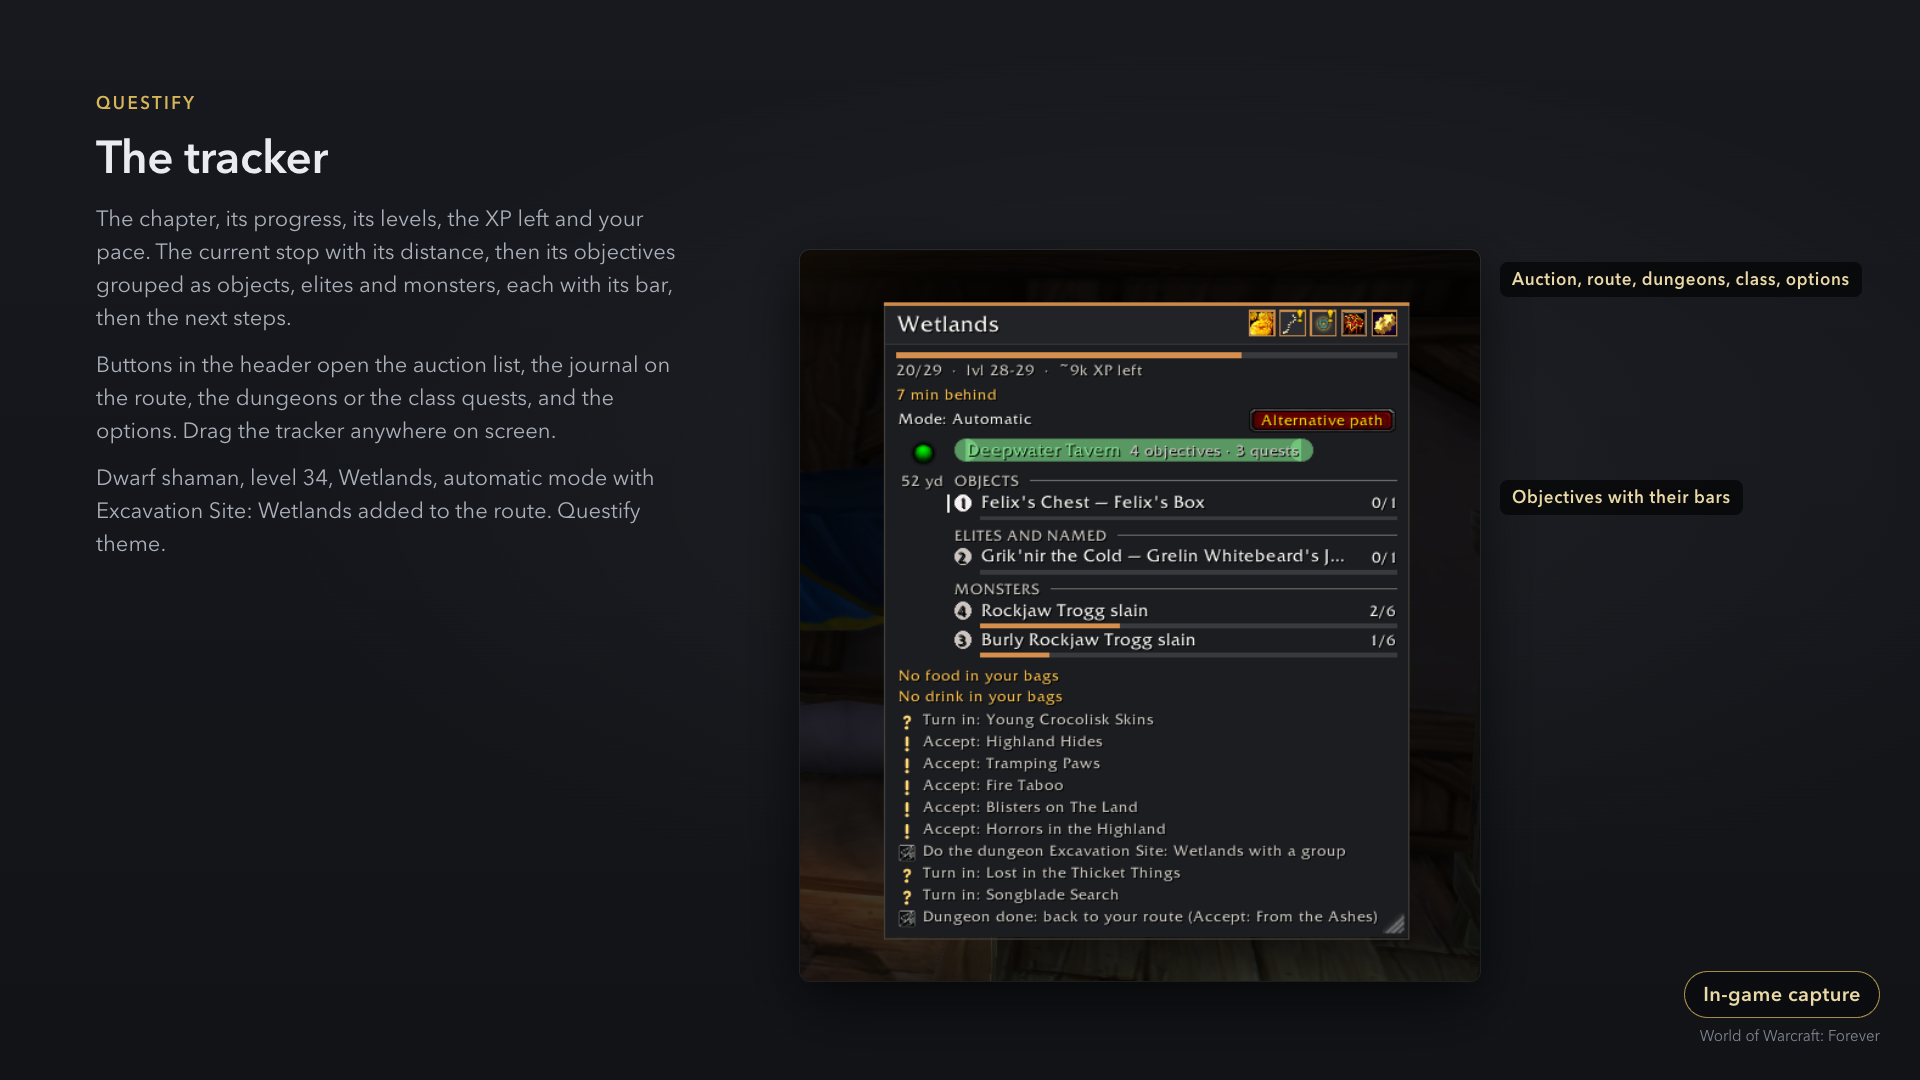 QUESTIFY
The tracker
The chapter, its progress, its levels, the XP left and your
pace. The current stop with its distance, then its objectives
grouped as objects, elites and monsters, each with its bar,
then the next steps.
Buttons in the header open the auction list, the journal on
the route, the dungeons or the class quests, and the
options. Drag the tracker anywhere on screen.
Dwarf shaman, level 34, Wetlands, automatic mode with
Excavation Site: Wetlands added to the route. Questify
theme.
Wetlands
20/29 · lvl 28-29 · ~9k XP left
7 min behind
Mode: Automatic
Alternative path
Deepwater Tavern 4 objectives · 3 quests
52 yd OBJECTS
1 Felix's Chest — Felix's Box 0/1
ELITES AND NAMED
2 Grik'nir the Cold — Grelin Whitebeard's J... 0/1
MONSTERS
4 Rockjaw Trogg slain 2/6
3 Burly Rockjaw Trogg slain 1/6
No food in your bags
No drink in your bags
? Turn in: Young Crocolisk Skins
! Accept: Highland Hides
! Accept: Tramping Paws
! Accept: Fire Taboo
! Accept: Blisters on The Land
! Accept: Horrors in the Highland
Do the dungeon Excavation Site: Wetlands with a group
? Turn in: Lost in the Thicket Things
? Turn in: Songblade Search
Dungeon done: back to your route (Accept: From the Ashes)
Auction, route, dungeons, class, options
Objectives with their bars
In-game capture
World of Warcraft: Forever